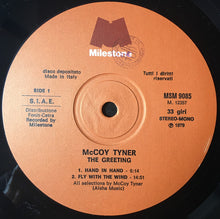 Milestone
disco depositato
Made in Italy
Tutti i diritti
riservati
SIDE 1
S.I.A.E.
Distribuzione
Fonit-Cetra
Recorded by
Milestone
MSM 9085
M. 12357
33 giri
STEREO-MONO
℗ 1979
McCOY TYNER
THE GREETING
1. HAND IN HAND - 6:14
2. FLY WITH THE WIND - 14:51
All selections by McCoy Tyner
(Aisha Music)